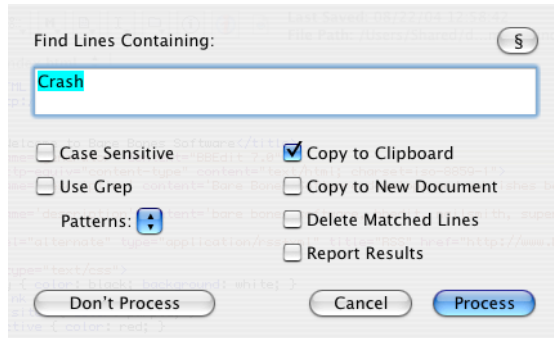 Find Lines Containing: §
Crash
Case Sensitive
Copy to Clipboard
Use Grep
Copy to New Document
Patterns:
Delete Matched Lines
Report Results
Don't Process
Cancel
Process